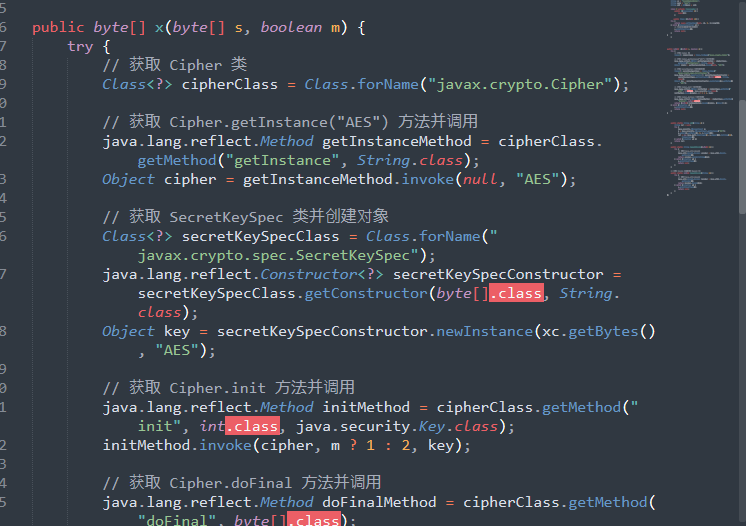 5
6 public byte[] x(byte[] s, boolean m) {
7 try {
8 // 获取 Cipher 类
9 Class<?> cipherClass = Class.forName("javax.crypto.Cipher");
0
1 // 获取 Cipher.getInstance("AES") 方法并调用
2 java.lang.reflect.Method getInstanceMethod = cipherClass.
getMethod("getInstance", String.class);
3 Object cipher = getInstanceMethod.invoke(null, "AES");
5 // 获取 SecretKeySpec 类并创建对象
6 Class<?> secretKeySpecClass = Class.forName("
javax.crypto.spec.SecretKeySpec");
7 java.lang.reflect.Constructor<?> secretKeySpecConstructor =
secretKeySpecClass.getConstructor(byte[].class, String.
class);
8 Object key = secretKeySpecConstructor.newInstance(xc.getBytes()
, "AES");
9
0 // 获取 Cipher.init 方法并调用
1 java.lang.reflect.Method initMethod = cipherClass.getMethod("
init", int.class, java.security.Key.class);
2 initMethod.invoke(cipher, m ? 1 : 2, key);
3
4 // 获取 Cipher.doFinal 方法并调用
5 java.lang.reflect.Method doFinalMethod = cipherClass.getMethod(
"doFinal", byte[].class);